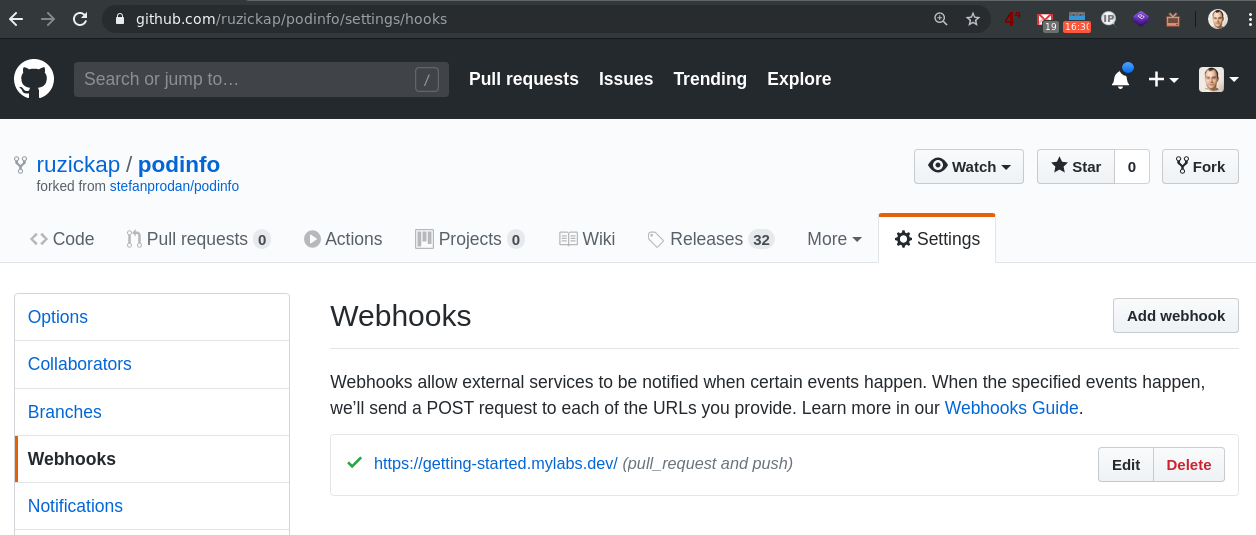 github.com/ruzickap/podinfo/settings/hooks
19
16:30
IP
Search or jump to… /
Pull requests Issues Trending Explore
ruzickap / podinfo
forked from stefanprodan/podinfo
Watch Star 0 Fork
Code Pull requests 0 Actions Projects 0 Wiki Releases 32 More Settings
Options
Collaborators
Branches
Webhooks
Notifications
Webhooks
Add webhook
Webhooks allow external services to be notified when certain events happen. When the specified events happen,
we’ll send a POST request to each of the URLs you provide. Learn more in our Webhooks Guide.
https://getting-started.mylabs.dev/ (pull_request and push)
Edit Delete